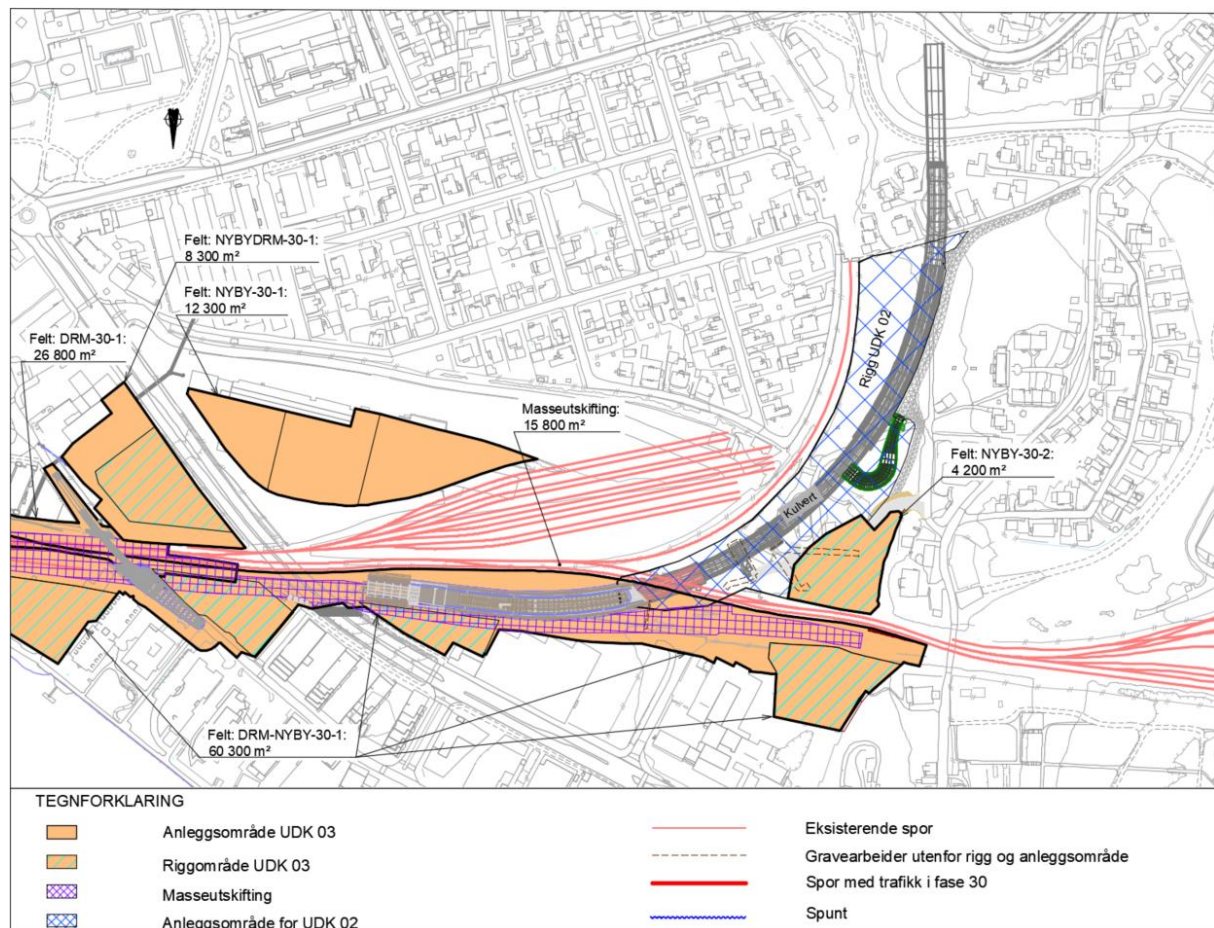 Felt: NYBYDRM-30-1:
8 300 m²
Felt: NYBY-30-1:
12 300 m²
Felt: DRM-30-1:
26 800 m²
Rigg UDK 02
Masseutskifting:
15 800 m²
Felt: NYBY-30-2:
4 200 m²
Kulvert
Felt: DRM-NYBY-30-1:
60 300 m²
TEGNFORKLARING
Anleggsområde UDK 03
Riggområde UDK 03
Masseutskifting
Anleggsområde for UDK 02
Eksisterende spor
Gravearbeider utenfor rigg og anleggsområde
Spor med trafikk i fase 30
Spunt